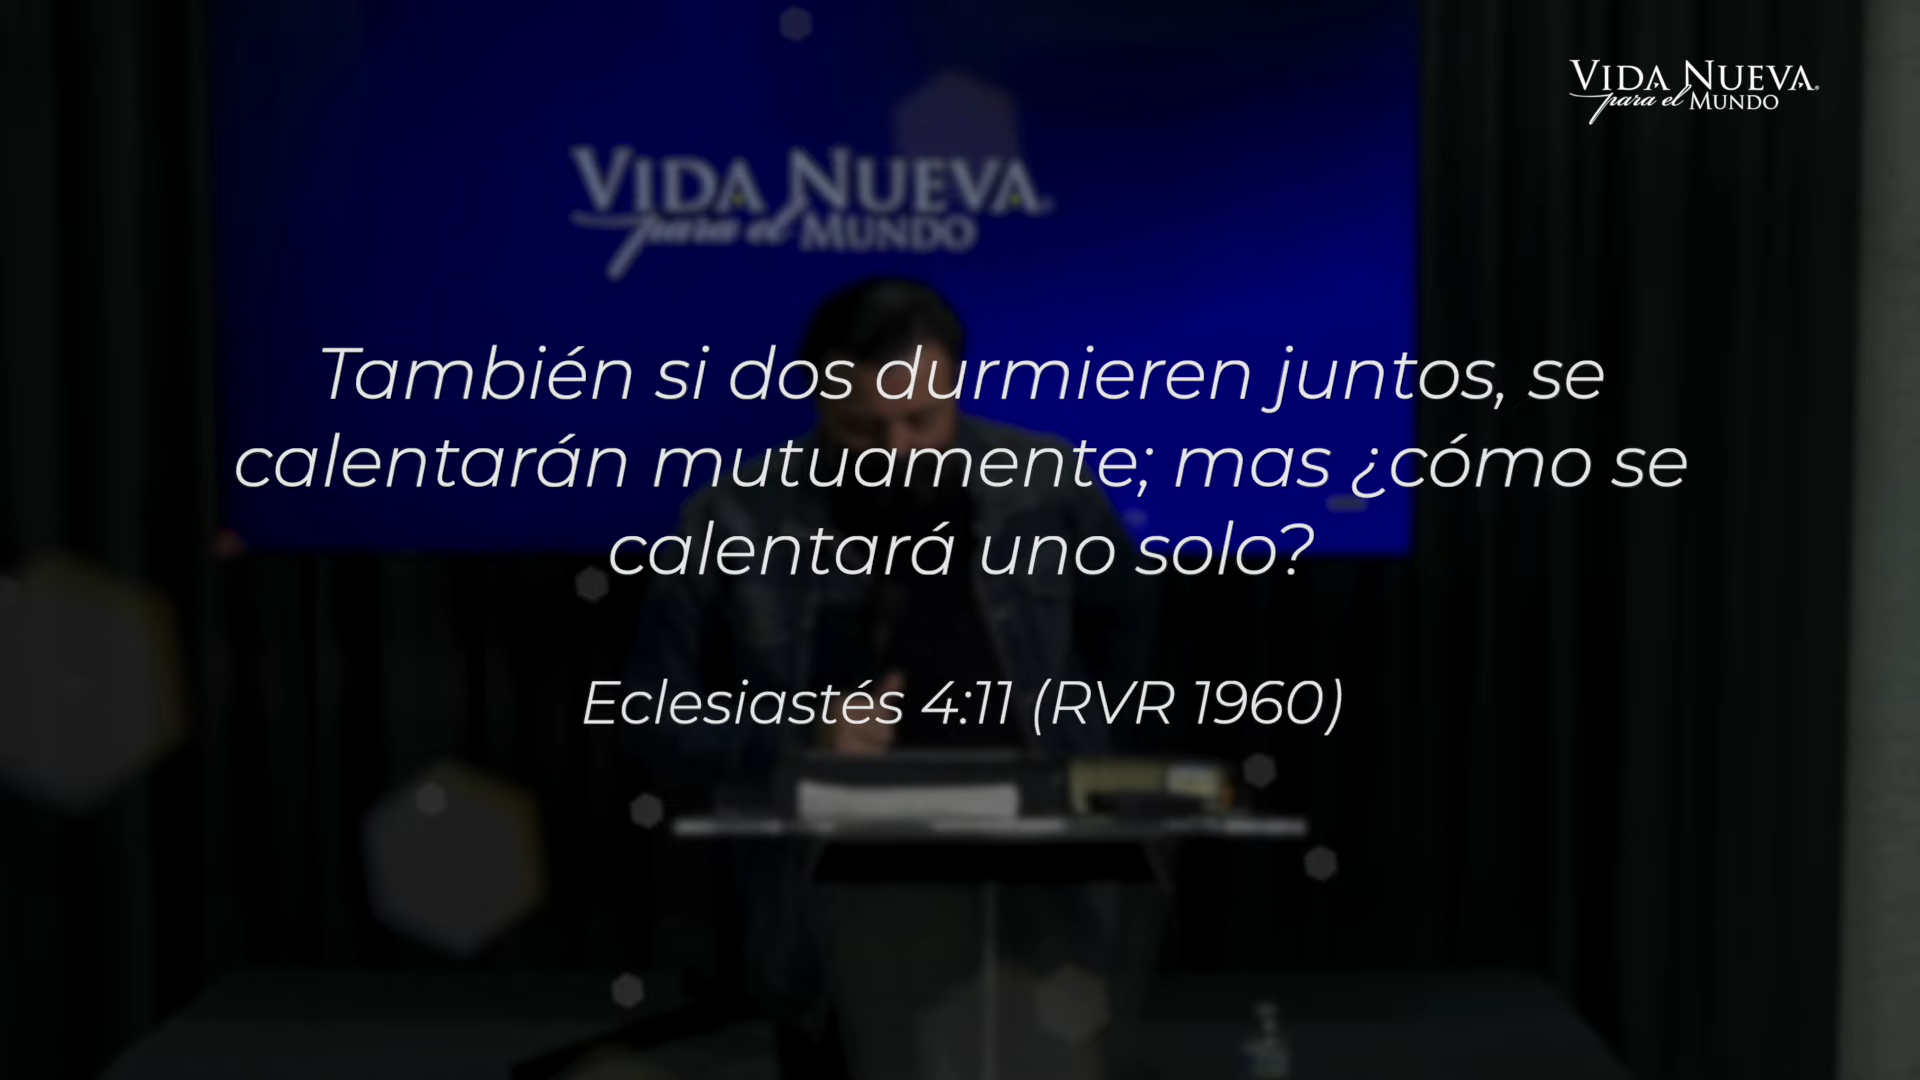 VIDA NUEVA
para el MUNDO
VIDA NUEVA
para el MUNDO
También si dos durmieren juntos, se
calentarán mutuamente; mas ¿cómo se
calentará uno solo?
Eclesiastés 4:11 (RVR 1960)